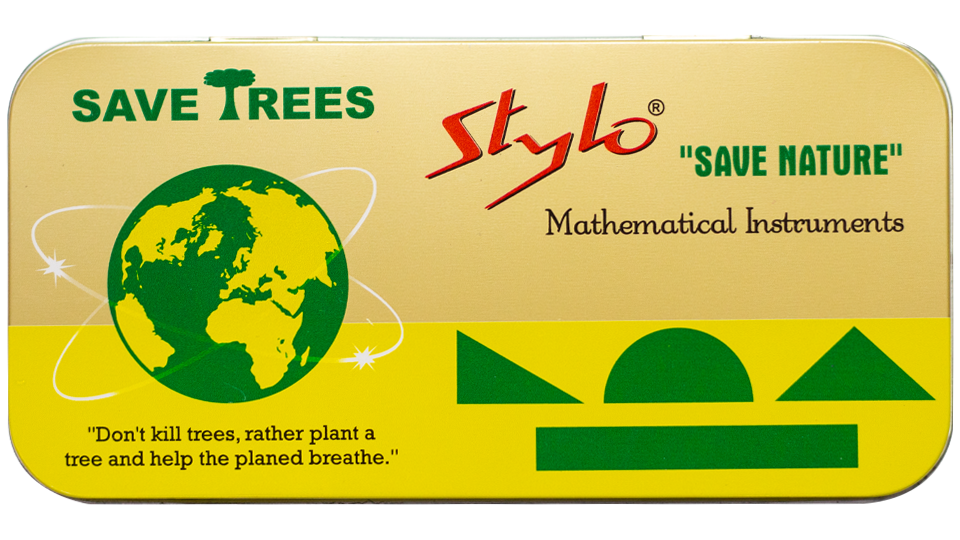 SAVE TREES
Stylo®
"SAVE NATURE"
Mathematical Instruments
"Don't kill trees, rather plant a
tree and help the planed breathe."